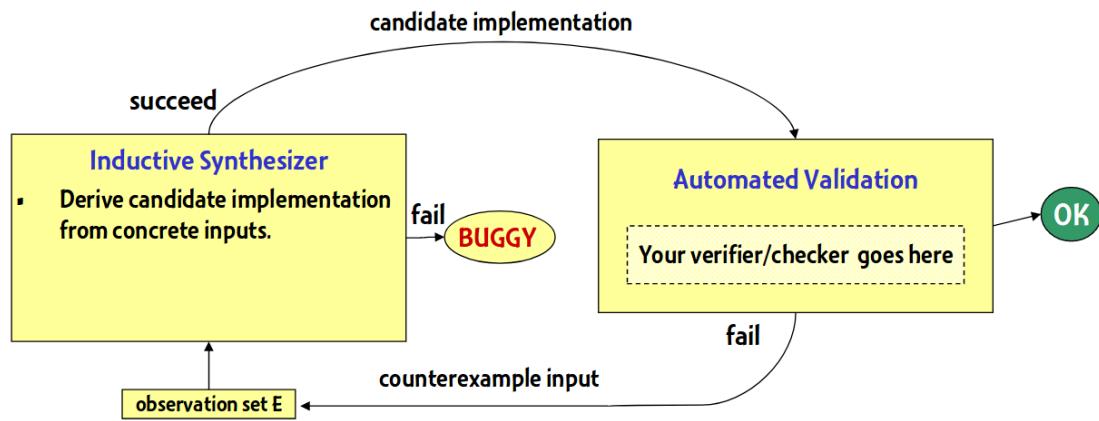 candidate implementation
succeed
Inductive Synthesizer
▪ Derive candidate implementation
from concrete inputs.
fail
BUGGY
Automated Validation
Your verifier/checker goes here
OK
fail
counterexample input
observation set E